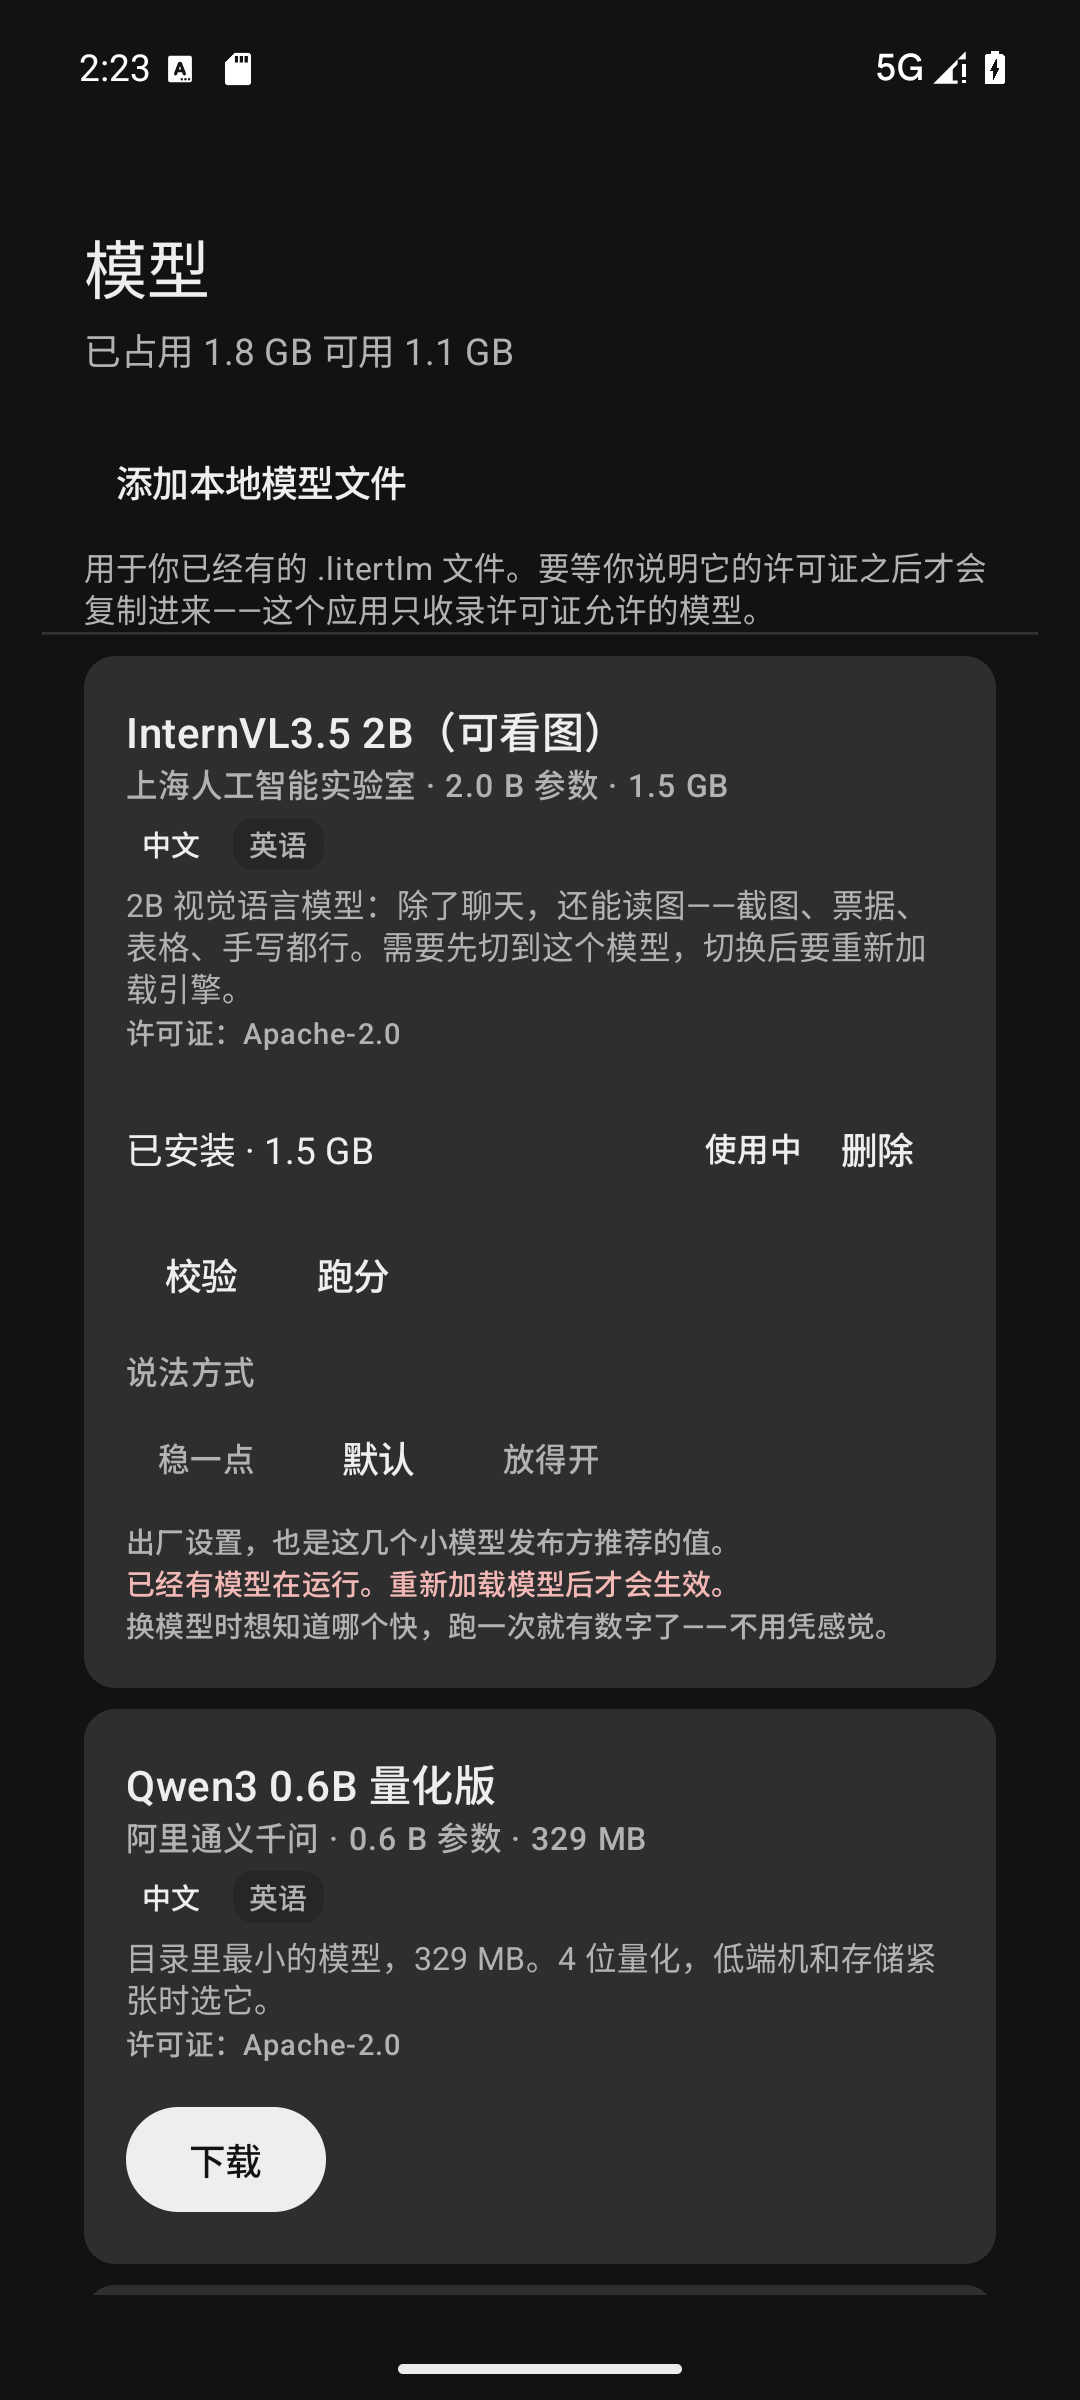 2:23
5G
模型
已占用 1.8 GB 可用 1.1 GB
添加本地模型文件
用于你已经有的 .litertlm 文件。要等你说明它的许可证之后才会
复制进来——这个应用只收录许可证允许的模型。
InternVL3.5 2B（可看图）
上海人工智能实验室 · 2.0 B 参数 · 1.5 GB
中文 英语
2B 视觉语言模型：除了聊天，还能读图——截图、票据、
表格、手写都行。需要先切到这个模型，切换后要重新加
载引擎。
许可证：Apache-2.0
已安装 · 1.5 GB 使用中 删除
校验 跑分
说法方式
稳一点 默认 放得开
出厂设置，也是这几个小模型发布方推荐的值。
已经有模型在运行。重新加载模型后才会生效。
换模型时想知道哪个快，跑一次就有数字了——不用凭感觉。
Qwen3 0.6B 量化版
阿里通义千问 · 0.6 B 参数 · 329 MB
中文 英语
目录里最小的模型，329 MB。4 位量化，低端机和存储紧
张时选它。
许可证：Apache-2.0
下载